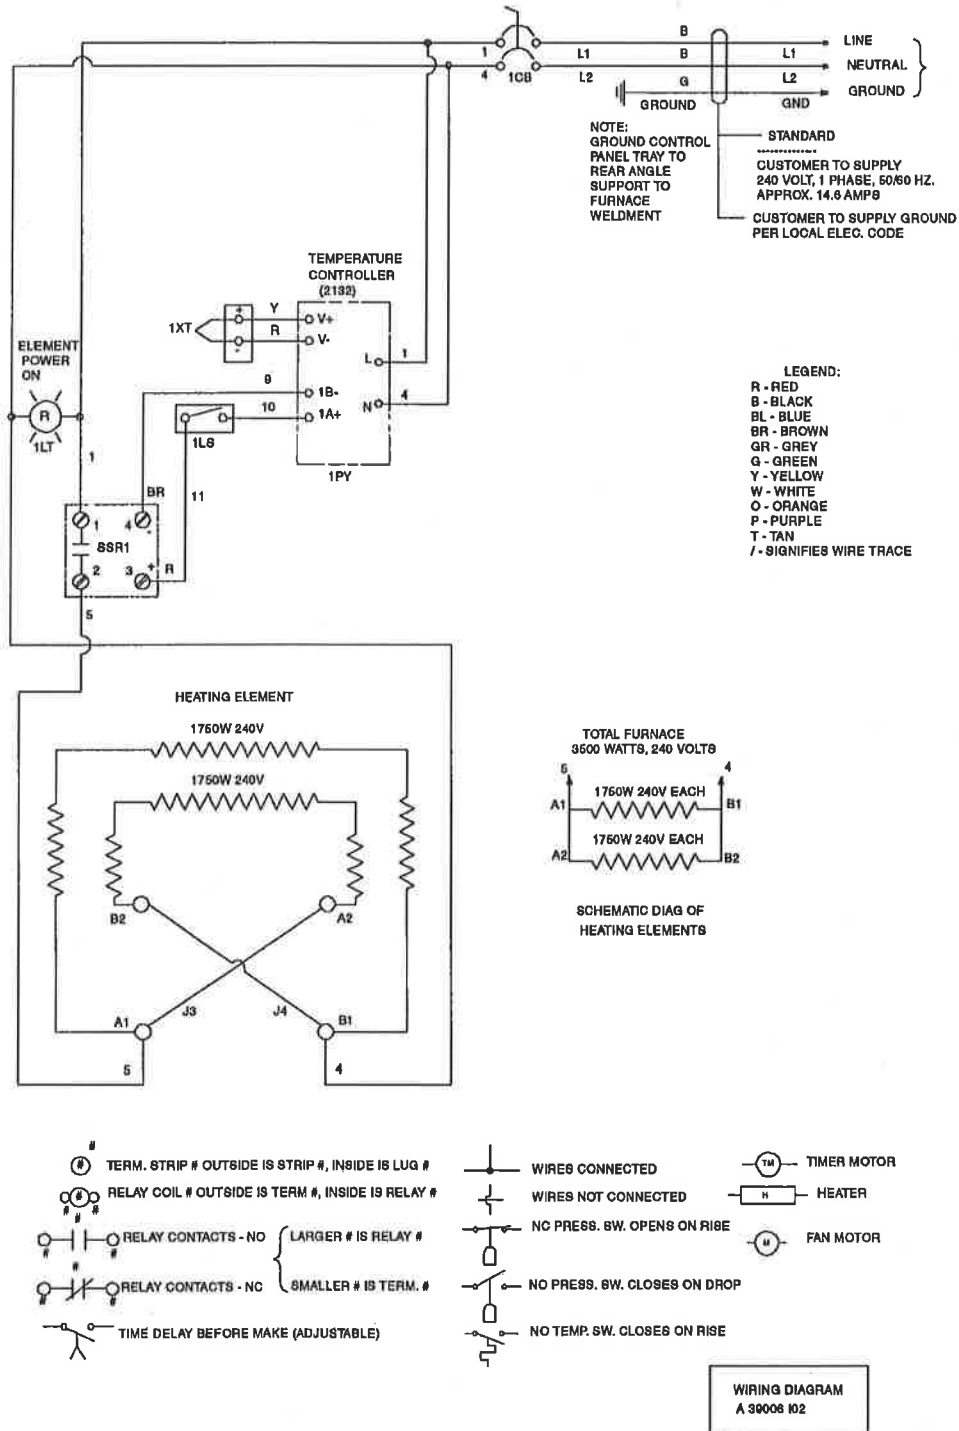 B
LINE
1
L1
B
L1
NEUTRAL
4
1CB
L2
G
L2
GROUND
GROUND
GND
NOTE:
GROUND CONTROL
PANEL TRAY TO
REAR ANGLE
SUPPORT TO
FURNACE
WELDMENT
STANDARD
CUSTOMER TO SUPPLY
240 VOLT, 1 PHASE, 50/60 HZ.
APPROX. 14.6 AMPS
CUSTOMER TO SUPPLY GROUND
PER LOCAL ELEC. CODE
TEMPERATURE
CONTROLLER
(2132)
1XT
+
-
Y
R
V+
V-
L
1
N
4
9
1B-
10
1A+
1LS
1PY
ELEMENT
POWER
ON
R
1LT
1
BR
11
1
4
-
SSR1
2
3
+
R
5
LEGEND:
R - RED
B - BLACK
BL - BLUE
BR - BROWN
GR - GREY
G - GREEN
Y - YELLOW
W - WHITE
O - ORANGE
P - PURPLE
T - TAN
/ - SIGNIFIES WIRE TRACE
HEATING ELEMENT
1750W 240V
1750W 240V
B2
A2
A1
J3
J4
B1
5
4
TOTAL FURNACE
3500 WATTS, 240 VOLTS
5
4
A1
1750W 240V EACH
B1
A2
1750W 240V EACH
B2
SCHEMATIC DIAG OF
HEATING ELEMENTS
#
#
TERM. STRIP # OUTSIDE IS STRIP #, INSIDE IS LUG #
#
# #
RELAY COIL # OUTSIDE IS TERM #, INSIDE IS RELAY #
#
# #
RELAY CONTACTS - NO
LARGER # IS RELAY #
#
# #
RELAY CONTACTS - NC
SMALLER # IS TERM. #
TIME DELAY BEFORE MAKE (ADJUSTABLE)
WIRES CONNECTED
WIRES NOT CONNECTED
NC PRESS. SW. OPENS ON RISE
NO PRESS. SW. CLOSES ON DROP
NO TEMP. SW. CLOSES ON RISE
TM
TIMER MOTOR
H
HEATER
M
FAN MOTOR
WIRING DIAGRAM
A 39006 I02